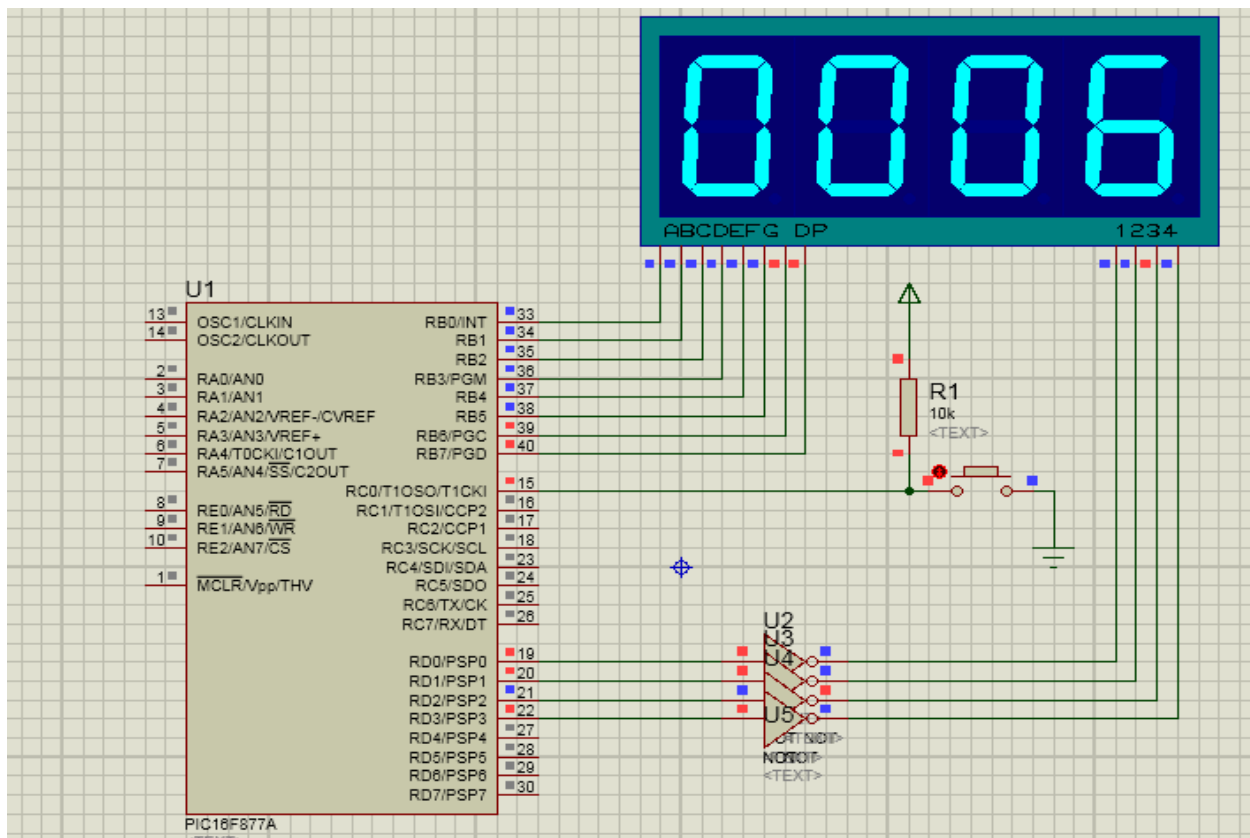 0006
ABCDEFG DP
1234
U1
13
OSC1/CLKIN
14
OSC2/CLKOUT
2
RA0/AN0
3
RA1/AN1
4
RA2/AN2/VREF-/CVREF
5
RA3/AN3/VREF+
6
RA4/T0CKI/C1OUT
7
RA5/AN4/SS/C2OUT
8
RE0/AN5/RD
9
RE1/AN6/WR
10
RE2/AN7/CS
1
MCLR/Vpp/THV
RB0/INT
33
RB1
34
RB2
35
RB3/PGM
36
RB4
37
RB5
38
RB6/PGC
39
RB7/PGD
40
RC0/T1OSO/T1CKI
15
RC1/T1OSI/CCP2
16
RC2/CCP1
17
RC3/SCK/SCL
18
RC4/SDI/SDA
23
RC5/SDO
24
RC6/TX/CK
25
RC7/RX/DT
26
RD0/PSP0
19
RD1/PSP1
20
RD2/PSP2
21
RD3/PSP3
22
RD4/PSP4
27
RD5/PSP5
28
RD6/PSP6
29
RD7/PSP7
30
PIC16F877A
R1
10k
<TEXT>
U2
U3
U4
U5
<TEXT>